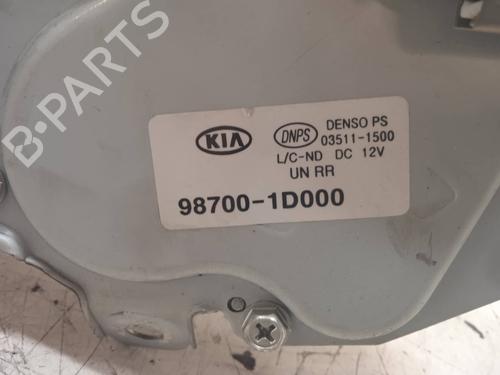 B-PARTS
KIA DNPS DENSO PS
03511-1500
L/C-ND DC 12V
UN RR
98700-1D000